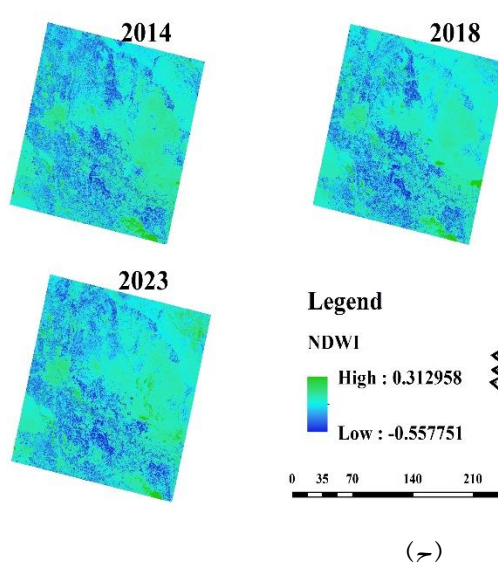 2014
2018
2023
Legend
NDWI
High : 0.312958
Low : -0.557751
0 35 70 140 210
(ج)